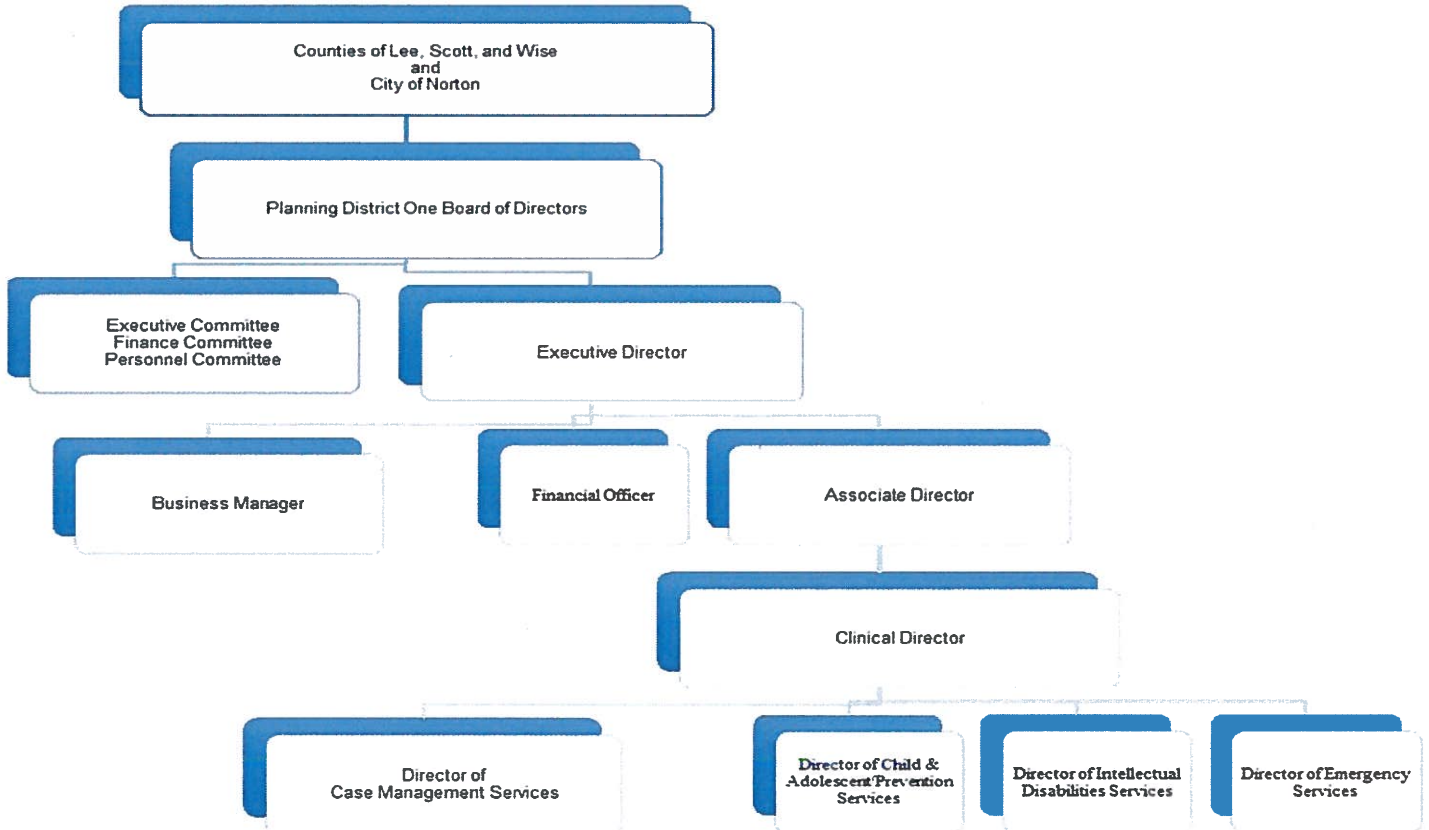 Counties of Lee, Scott, and Wise
and
City of Norton
Planning District One Board of Directors
Executive Committee
Finance Committee
Personnel Committee
Executive Director
Business Manager
Financial Officer
Associate Director
Clinical Director
Director of
Case Management Services
Director of Child &
Adolescent/Prevention
Services
Director of Intellectual
Disabilities Services
Director of Emergency
Services